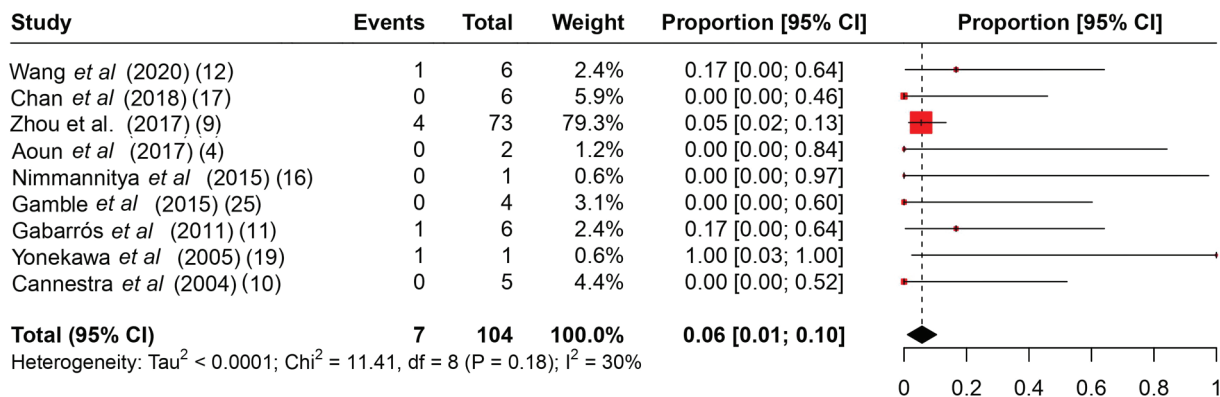 Study Events Total Weight Proportion [95% CI] Proportion [95% CI]
Wang et al (2020) (12) 1 6 2.4% 0.17 [0.00; 0.64]
Chan et al (2018) (17) 0 6 5.9% 0.00 [0.00; 0.46]
Zhou et al. (2017) (9) 4 73 79.3% 0.05 [0.02; 0.13]
Aoun et al (2017) (4) 0 2 1.2% 0.00 [0.00; 0.84]
Nimmannitya et al (2015) (16) 0 1 0.6% 0.00 [0.00; 0.97]
Gamble et al (2015) (25) 0 4 3.1% 0.00 [0.00; 0.60]
Gabarrós et al (2011) (11) 1 6 2.4% 0.17 [0.00; 0.64]
Yonekawa et al (2005) (19) 1 1 0.6% 1.00 [0.03; 1.00]
Cannestra et al (2004) (10) 0 5 4.4% 0.00 [0.00; 0.52]
Total (95% CI) 7 104 100.0% 0.06 [0.01; 0.10]
Heterogeneity: Tau² < 0.0001; Chi² = 11.41, df = 8 (P = 0.18); I² = 30%
0 0.2 0.4 0.6 0.8 1